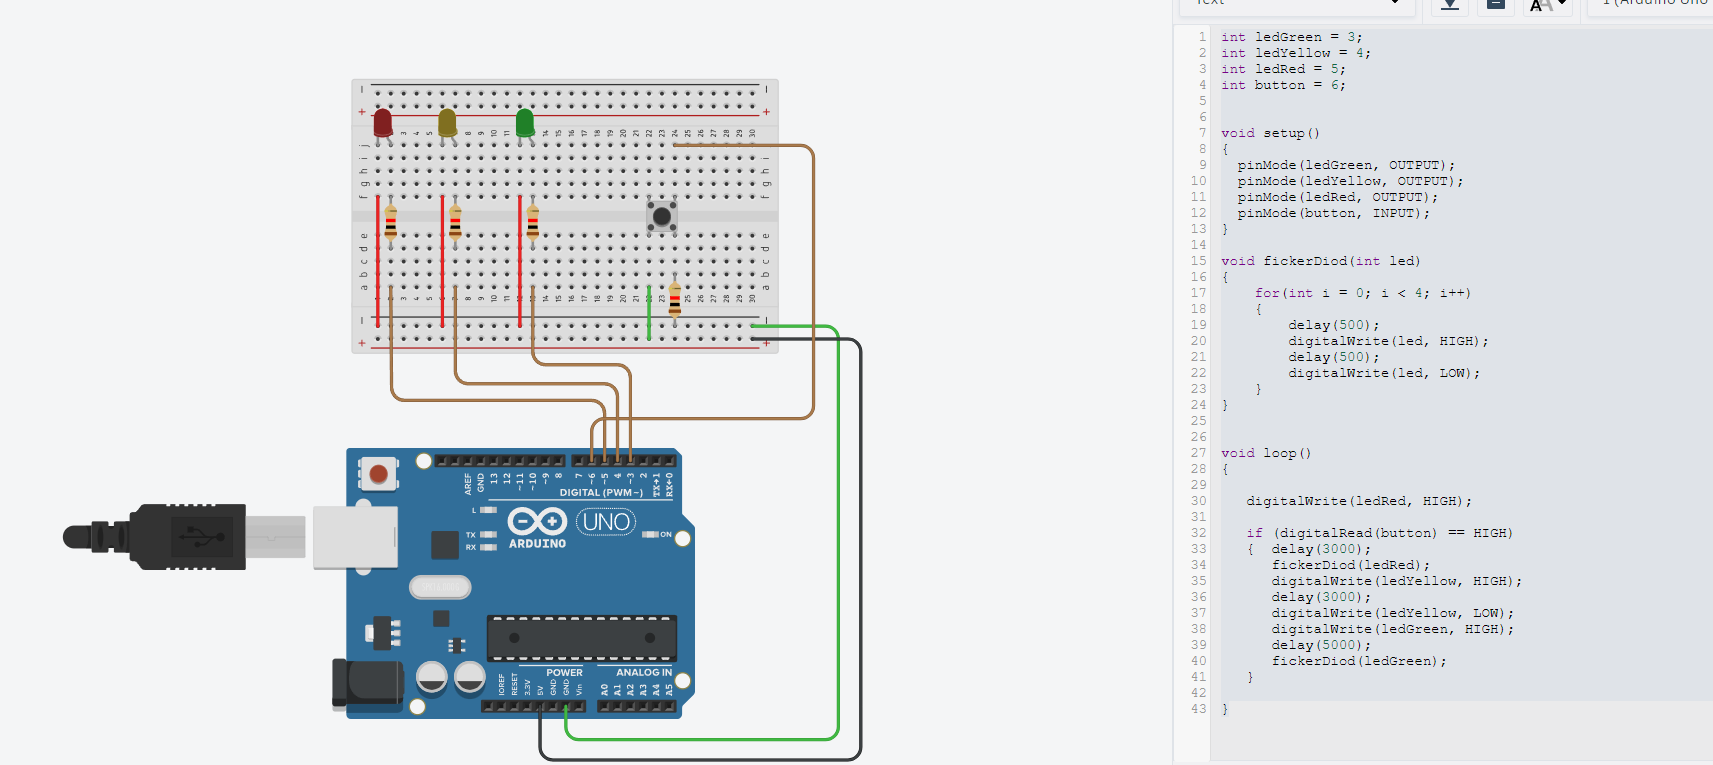 Text
1 (Arduino Uno
1 int ledGreen = 3;
2 int ledYellow = 4;
3 int ledRed = 5;
4 int button = 6;
5
6
7 void setup()
8 {
9 pinMode(ledGreen, OUTPUT);
10 pinMode(ledYellow, OUTPUT);
11 pinMode(ledRed, OUTPUT);
12 pinMode(button, INPUT);
13 }
14
15 void fickerDiod(int led)
16 {
17 for(int i = 0; i < 4; i++)
18 {
19 delay(500);
20 digitalWrite(led, HIGH);
21 delay(500);
22 digitalWrite(led, LOW);
23 }
24 }
25
26
27 void loop()
28 {
29
30 digitalWrite(ledRed, HIGH);
31
32 if (digitalRead(button) == HIGH)
33 { delay(3000);
34 fickerDiod(ledRed);
35 digitalWrite(ledYellow, HIGH);
36 delay(3000);
37 digitalWrite(ledYellow, LOW);
38 digitalWrite(ledGreen, HIGH);
39 delay(5000);
40 fickerDiod(ledGreen);
41 }
42
43 }
AREF
GND
13
12
~11
~10
~9
8
7
~6
~5
4
~3
2
TX→1
RX←0
DIGITAL (PWM~)
L
TX
RX
UNO
ARDUINO
ON
POWER
ANALOG IN
IOREF
RESET
3.3V
5V
GND
GND
Vin
A0
A1
A2
A3
A4
A5